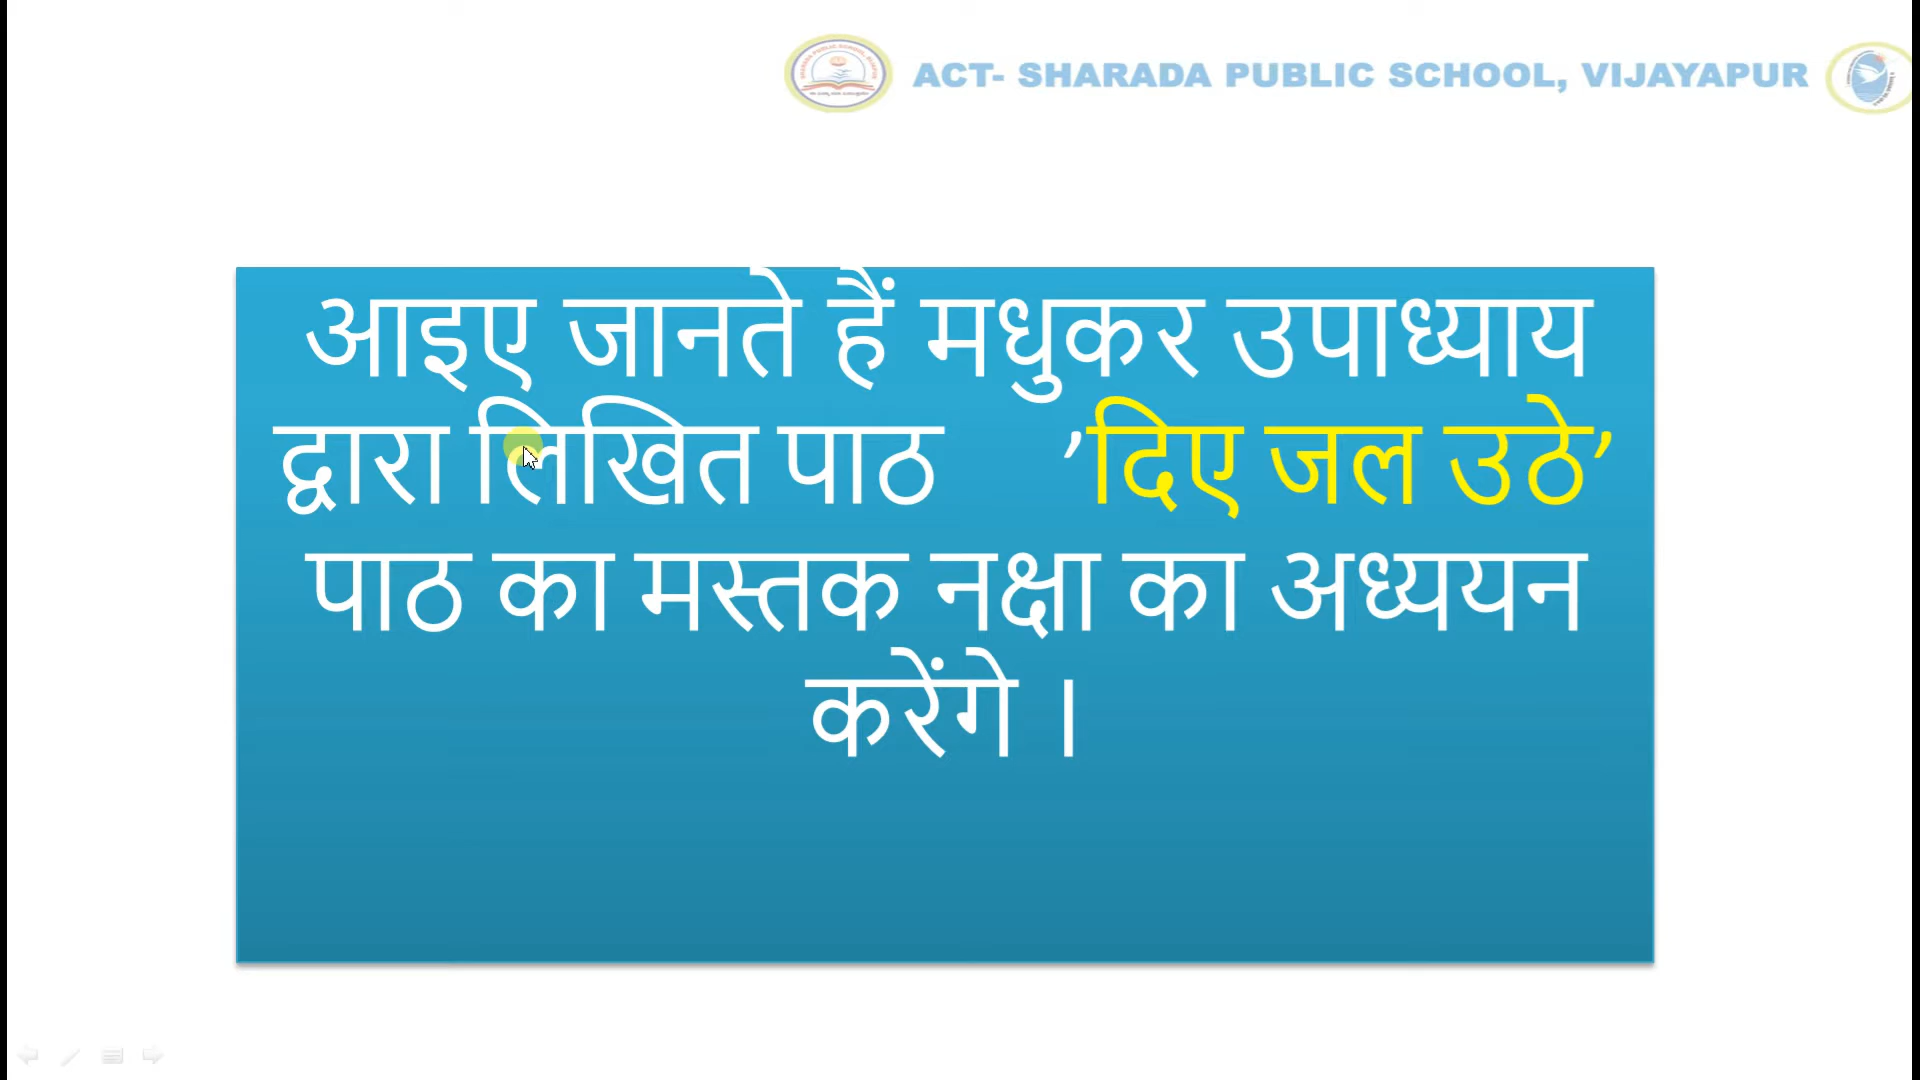 ACT- SHARADA PUBLIC SCHOOL, VIJAYAPUR
आइए जानते हैं मधुकर उपाध्याय
द्वारा लिखित पाठ ’दिए जल उठे’
पाठ का मस्तक नक्षा का अध्ययन
करेंगे ।